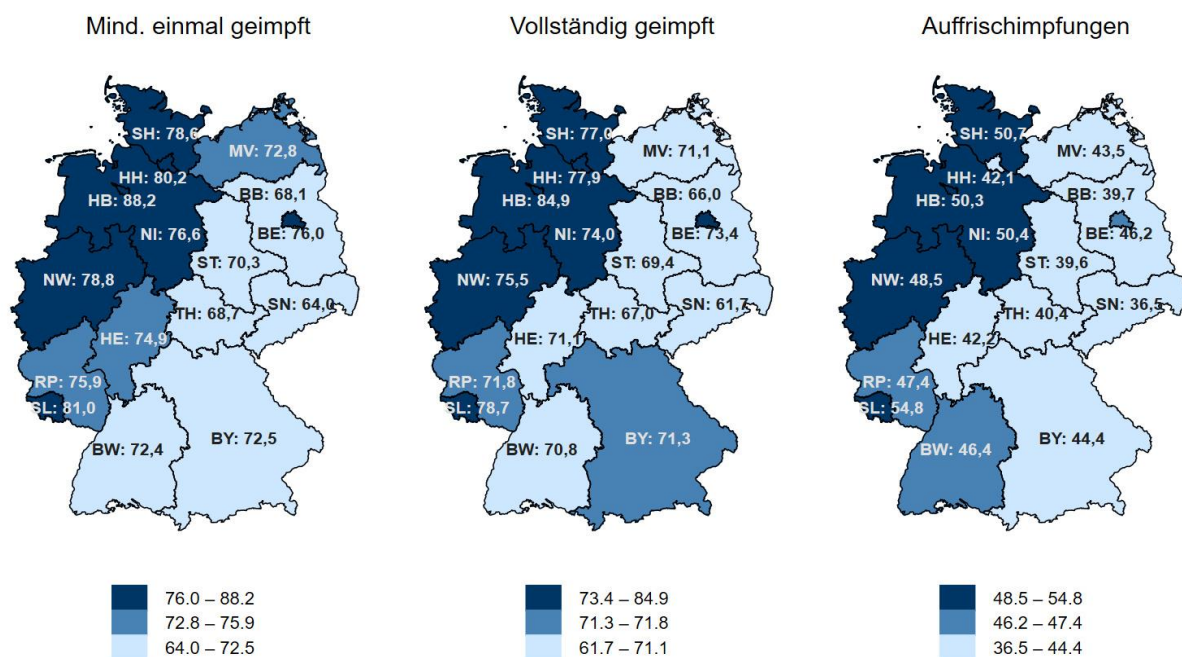 Mind. einmal geimpft
SH: 78,6
MV: 72,8
HH: 80,2
BB: 68,1
HB: 88,2
NI: 76,6
BE: 76,0
ST: 70,3
NW: 78,8
SN: 64,0
TH: 68,7
HE: 74,9
RP: 75,9
SL: 81,0
BW: 72,4
BY: 72,5
76.0 – 88.2
72.8 – 75.9
64.0 – 72.5
Vollständig geimpft
SH: 77,0
MV: 71,1
HH: 77,9
BB: 66,0
HB: 84,9
NI: 74,0
BE: 73,4
ST: 69,4
NW: 75,5
SN: 61,7
TH: 67,0
HE: 71,1
RP: 71,8
SL: 78,7
BW: 70,8
BY: 71,3
73.4 – 84.9
71.3 – 71.8
61.7 – 71.1
Auffrischimpfungen
SH: 50,7
MV: 43,5
HH: 42,1
BB: 39,7
HB: 50,3
NI: 50,4
BE: 46,2
ST: 39,6
NW: 48,5
SN: 36,5
TH: 40,4
HE: 42,2
RP: 47,4
SL: 54,8
BW: 46,4
BY: 44,4
48.5 – 54.8
46.2 – 47.4
36.5 – 44.4